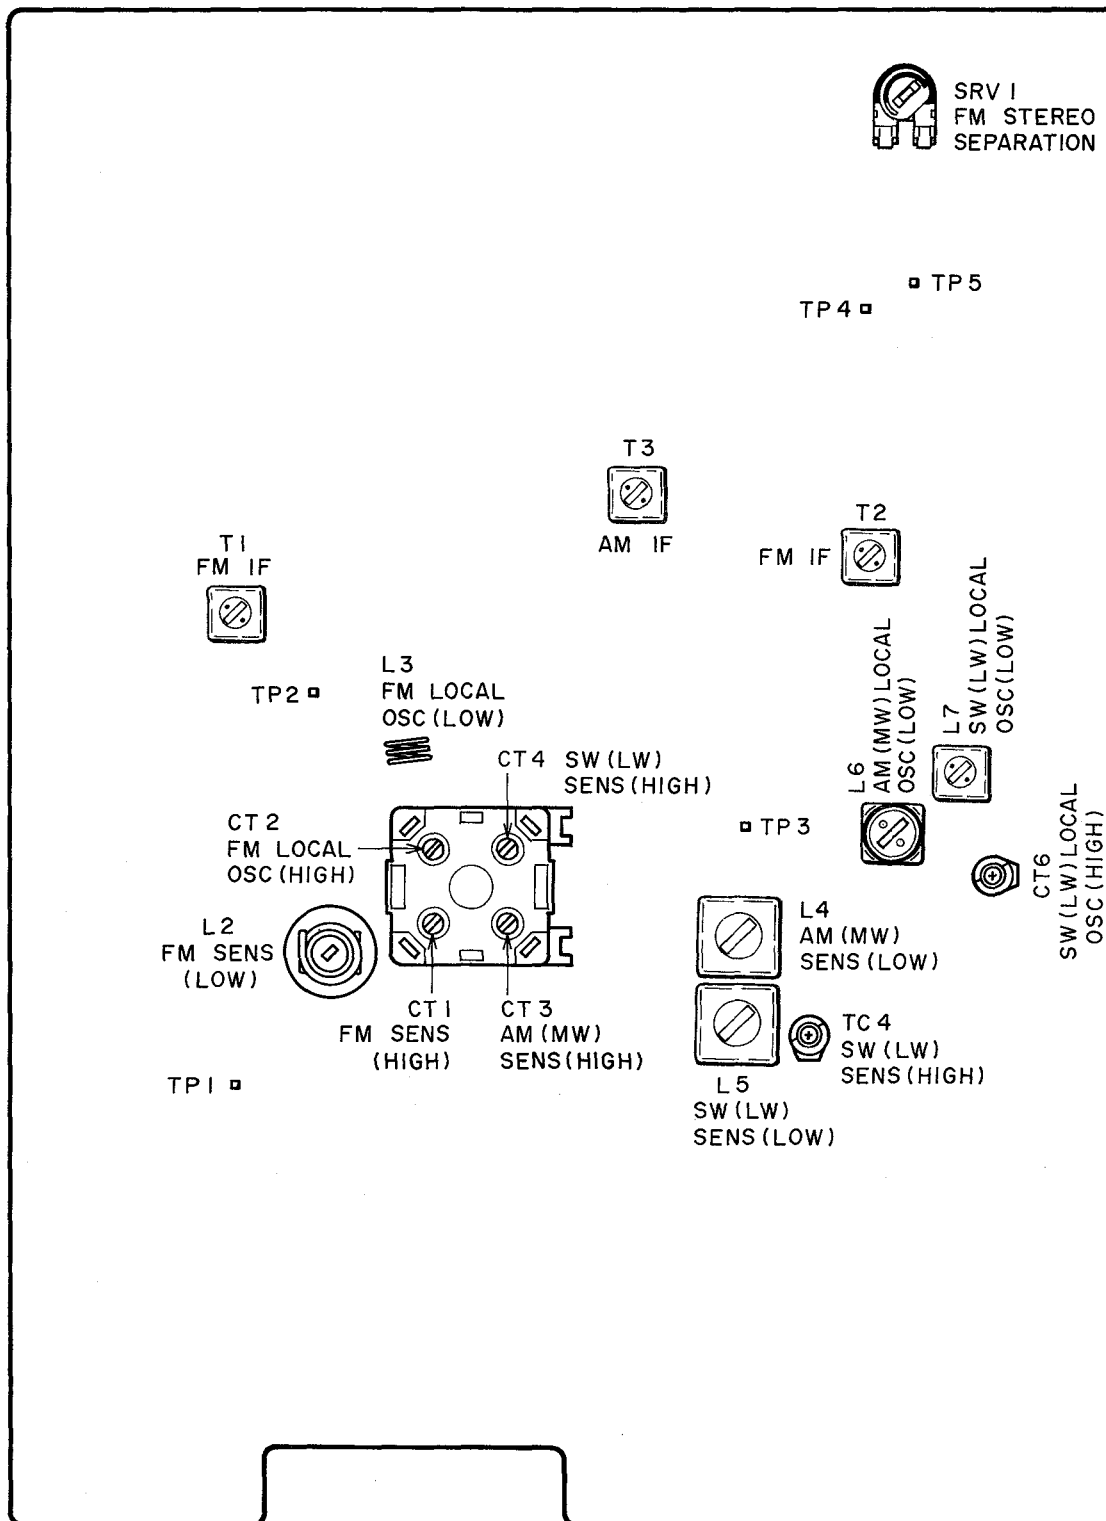 SRV 1
FM STEREO
SEPARATION
TP5
TP4
T3
AM IF
T2
FM IF
T1
FM IF
L3
FM LOCAL
OSC (LOW)
TP2
L7
SW (LW) LOCAL
OSC (LOW)
L6
AM (MW) LOCAL
OSC (LOW)
CT4 SW (LW)
SENS (HIGH)
CT2
FM LOCAL
OSC (HIGH)
TP3
CT6
SW (LW) LOCAL
OSC (HIGH)
L2
FM SENS
(LOW)
L4
AM (MW)
SENS (LOW)
CT1
FM SENS
(HIGH)
CT3
AM (MW)
SENS (HIGH)
TC4
SW (LW)
SENS (HIGH)
TP1
L5
SW (LW)
SENS (LOW)